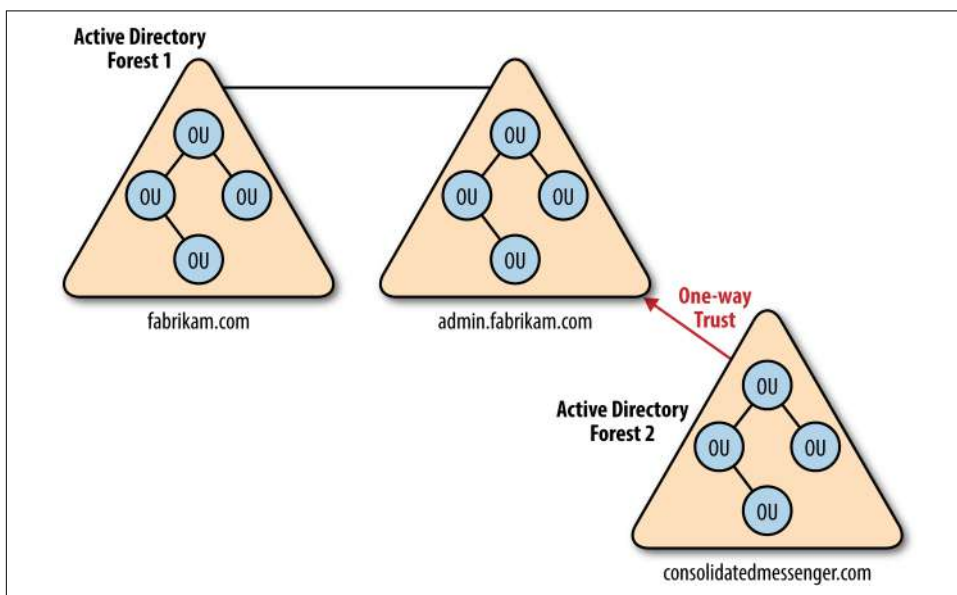 Active Directory
Forest 1
OU
OU
OU
OU
fabrikam.com
OU
OU
OU
OU
admin.fabrikam.com
One-way
Trust
Active Directory
Forest 2
OU
OU
OU
OU
consolidatedmessenger.com